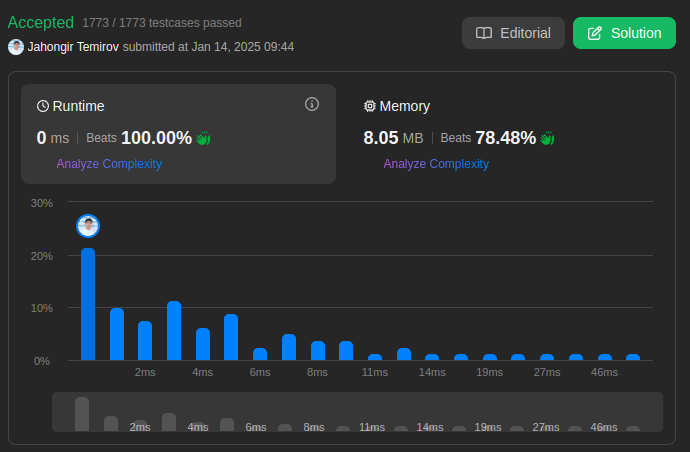 Accepted 1773 / 1773 testcases passed
Jahongir Temirov submitted at Jan 14, 2025 09:44
Editorial
Solution
Runtime
0 ms | Beats 100.00%
Analyze Complexity
Memory
8.05 MB | Beats 78.48%
Analyze Complexity
30%
20%
10%
0%
2ms 4ms 6ms 8ms 11ms 14ms 19ms 27ms 46ms
2ms 4ms 6ms 8ms 11ms 14ms 19ms 27ms 46ms